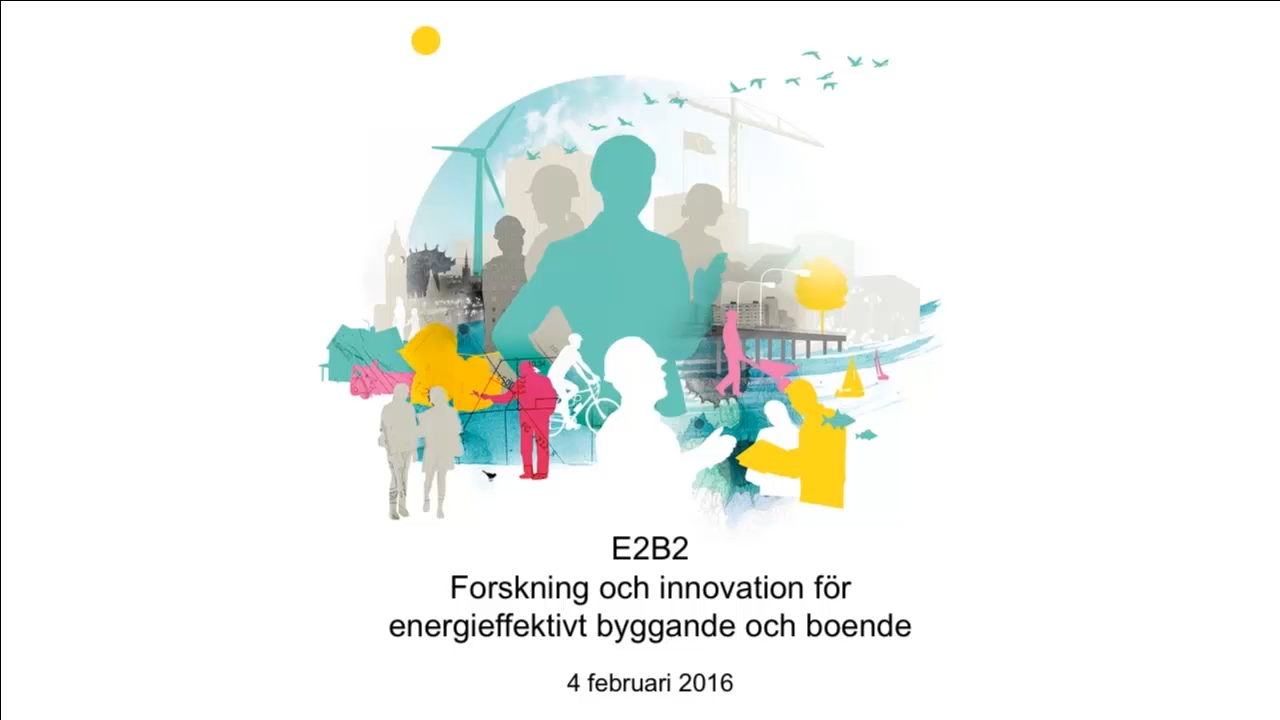 E2B2
Forskning och innovation för
energieffektivt byggande och boende
4 februari 2016